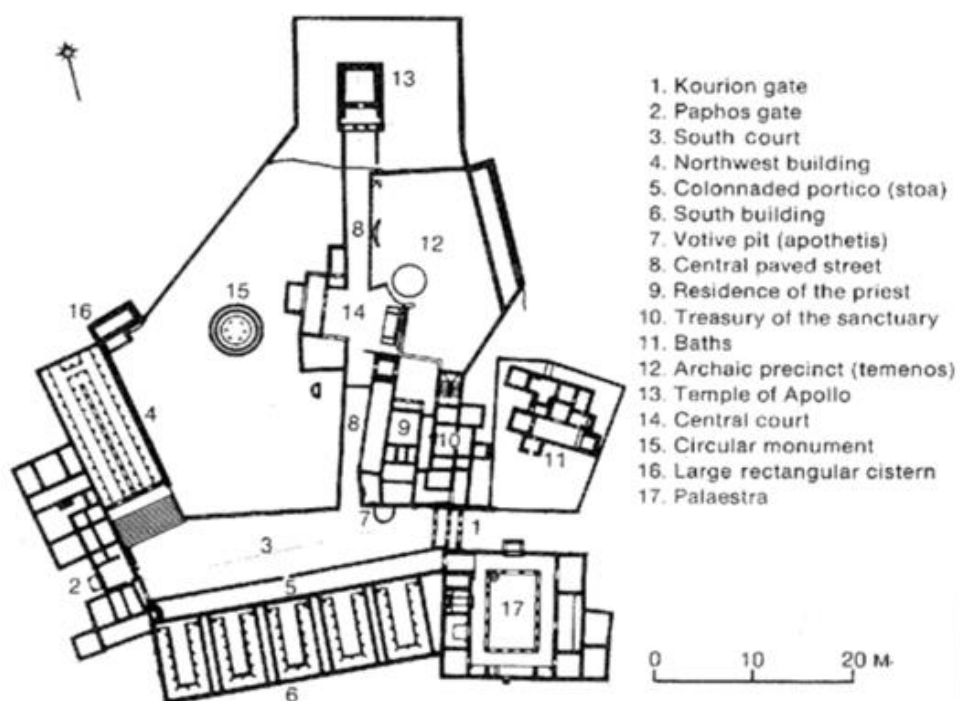 13
8
12
15
14
16
4
8
9
10
11
7
1
3
2
5
17
6
1. Kourion gate
2. Paphos gate
3. South court
4. Northwest building
5. Colonnaded portico (stoa)
6. South building
7. Votive pit (apothetis)
8. Central paved street
9. Residence of the priest
10. Treasury of the sanctuary
11. Baths
12. Archaic precinct (temenos)
13. Temple of Apollo
14. Central court
15. Circular monument
16. Large rectangular cistern
17. Palaestra
0 10 20 M.